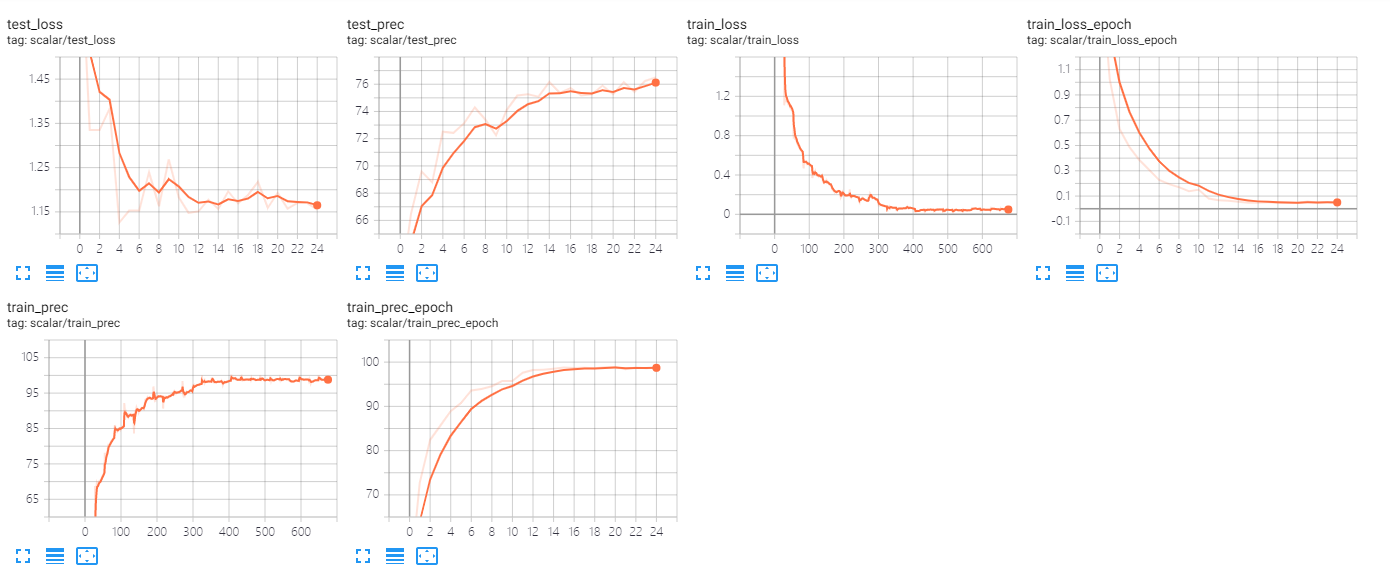 test_loss
tag: scalar/test_loss
1.45
1.35
1.25
1.15
0 2 4 6 8 10 12 14 16 18 20 22 24
test_prec
tag: scalar/test_prec
76
74
72
70
68
66
0 2 4 6 8 10 12 14 16 18 20 22 24
train_loss
tag: scalar/train_loss
1.2
0.8
0.4
0
0 100 200 300 400 500 600
train_loss_epoch
tag: scalar/train_loss_epoch
1.1
0.9
0.7
0.5
0.3
0.1
-0.1
0 2 4 6 8 10 12 14 16 18 20 22 24
train_prec
tag: scalar/train_prec
105
95
85
75
65
0 100 200 300 400 500 600
train_prec_epoch
tag: scalar/train_prec_epoch
100
90
80
70
0 2 4 6 8 10 12 14 16 18 20 22 24